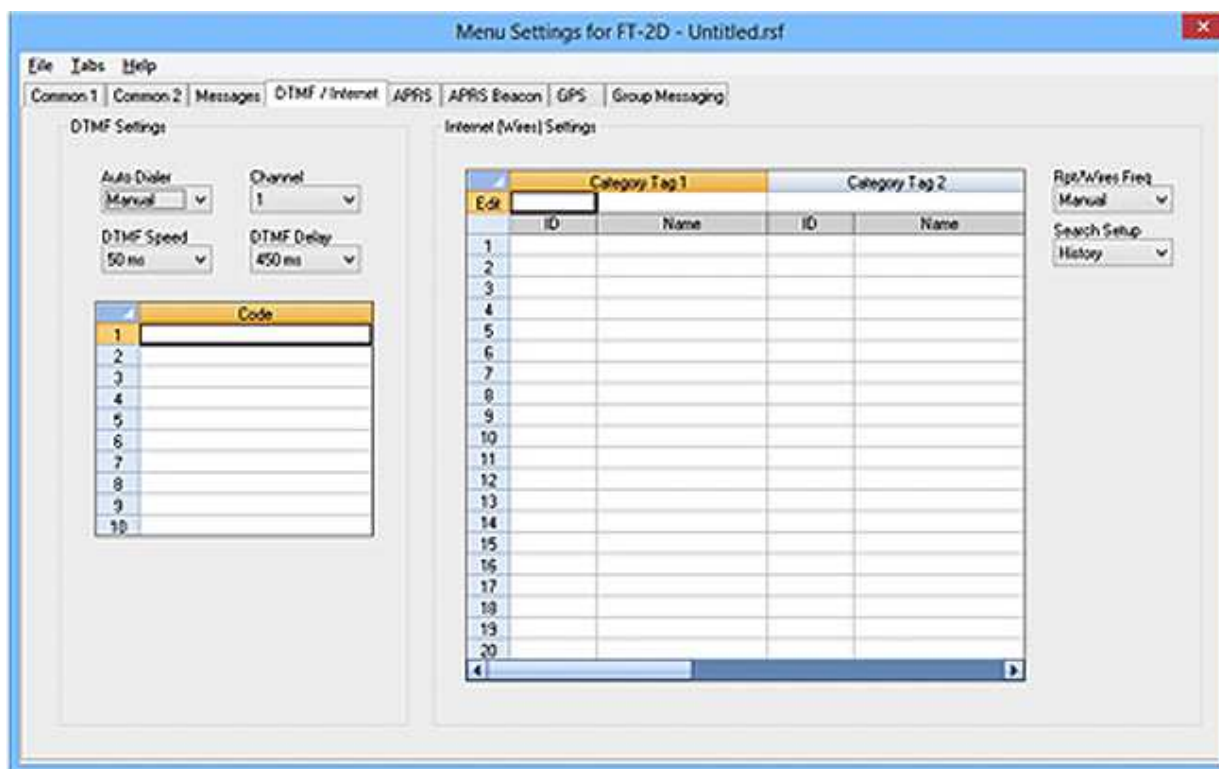 Menu Settings for FT-2D - Untitled.rsf
File Tabs Help
Common 1 Common 2 Messages DTMF / Internet APRS APRS Beacon GPS Group Messaging
DTMF Settings
Auto Dialer Channel
Manual 1
DTMF Speed DTMF Delay
50 ms 450 ms
Code
1
2
3
4
5
6
7
8
9
10
Internet (Wires) Settings
Category Tag 1 Category Tag 2
Edit
ID Name ID Name
1
2
3
4
5
6
7
8
9
10
11
12
13
14
15
16
17
18
19
20
Rpt/Wires Freq
Manual
Search Setup
History